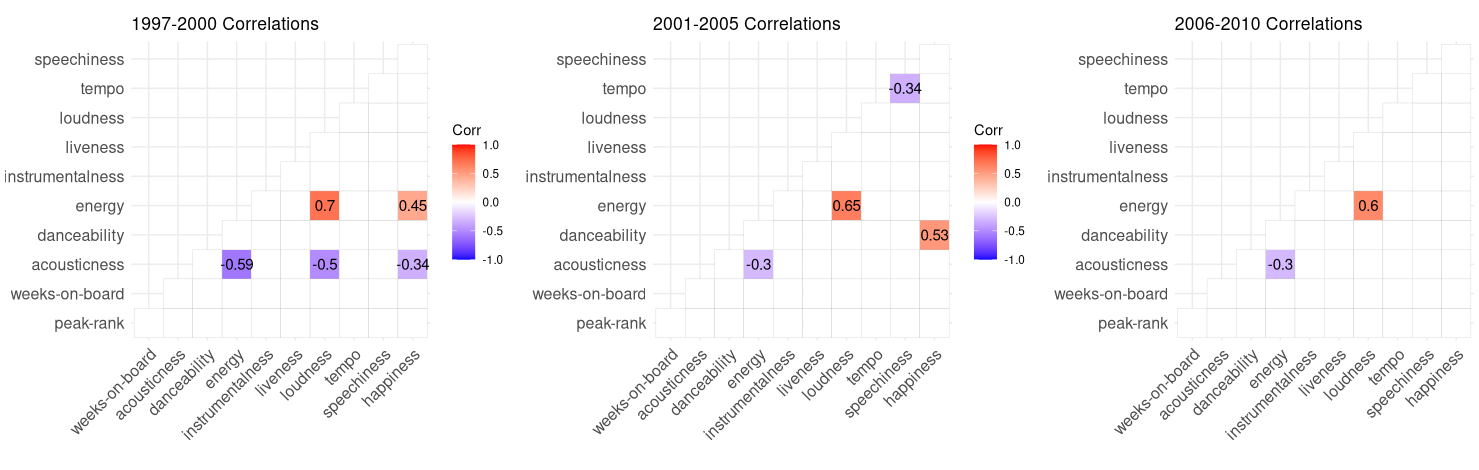 1997-2000 Correlations
speechiness
tempo
loudness
liveness
instrumentalness
energy
danceability
acousticness
weeks-on-board
peak-rank
0.7
0.45
-0.59
-0.5
-0.34
weeks-on-board
acousticness
danceability
energy
instrumentalness
liveness
loudness
tempo
speechiness
happiness
Corr
1.0
0.5
0.0
-0.5
-1.0
2001-2005 Correlations
speechiness
tempo
loudness
liveness
instrumentalness
energy
danceability
acousticness
weeks-on-board
peak-rank
-0.34
0.65
0.53
-0.3
weeks-on-board
acousticness
danceability
energy
instrumentalness
liveness
loudness
tempo
speechiness
happiness
Corr
1.0
0.5
0.0
-0.5
-1.0
2006-2010 Correlations
speechiness
tempo
loudness
liveness
instrumentalness
energy
danceability
acousticness
weeks-on-board
peak-rank
0.6
-0.3
weeks-on-board
acousticness
danceability
energy
instrumentalness
liveness
loudness
tempo
speechiness
happiness